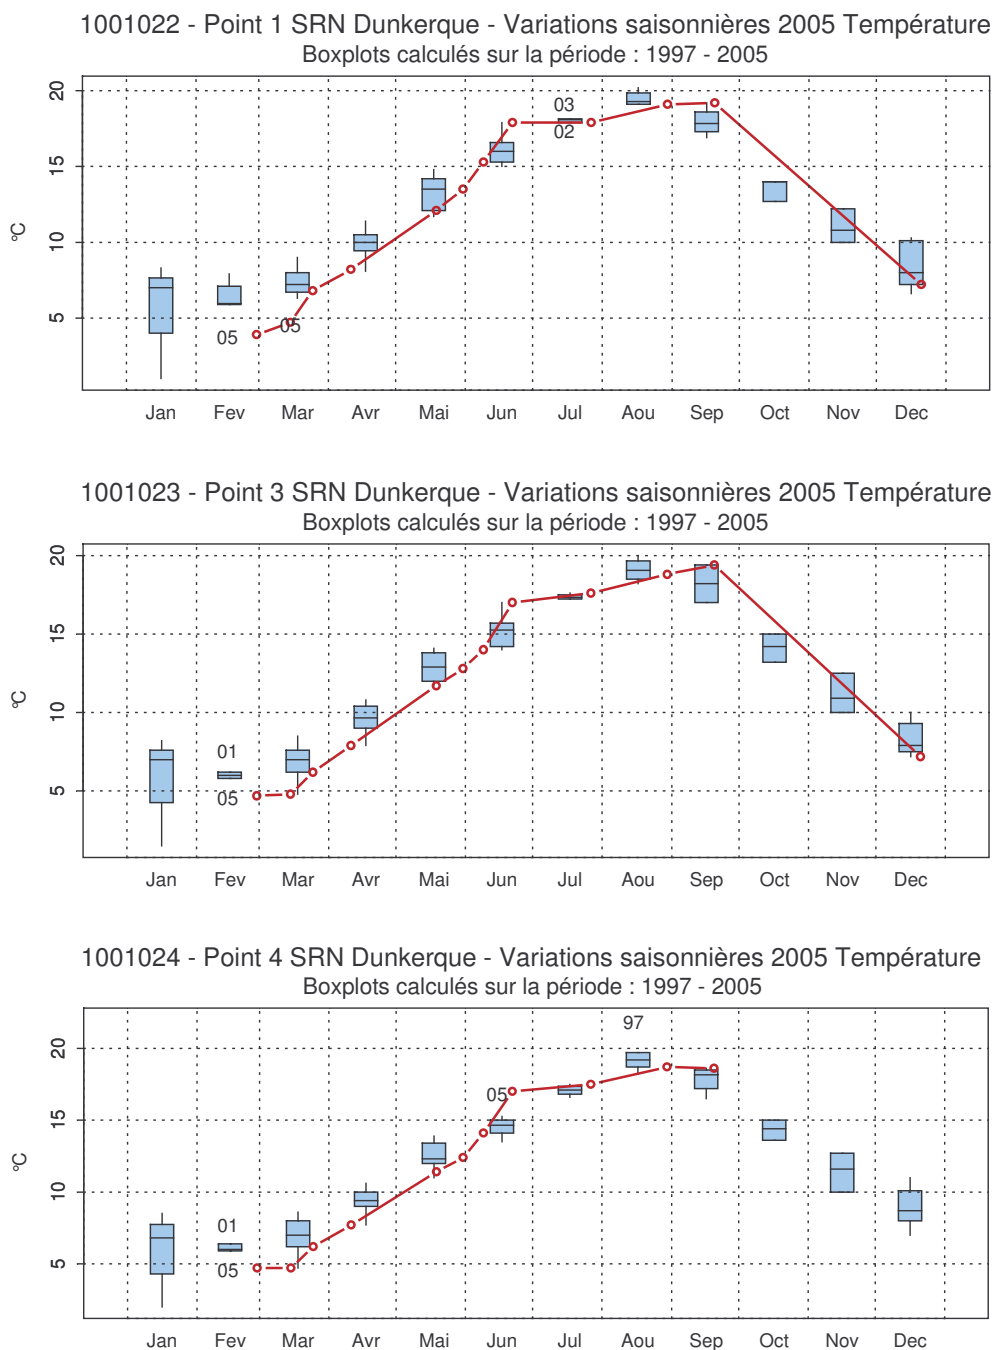 1001022 - Point 1 SRN Dunkerque - Variations saisonnières 2005 Température
Boxplots calculés sur la période : 1997 - 2005
20
15
10
5
°C
03
02
05
05
Jan Fev Mar Avr Mai Jun Jul Aou Sep Oct Nov Dec
1001023 - Point 3 SRN Dunkerque - Variations saisonnières 2005 Température
Boxplots calculés sur la période : 1997 - 2005
20
15
10
5
°C
01
05
Jan Fev Mar Avr Mai Jun Jul Aou Sep Oct Nov Dec
1001024 - Point 4 SRN Dunkerque - Variations saisonnières 2005 Température
Boxplots calculés sur la période : 1997 - 2005
20
15
10
5
°C
97
05
01
05
Jan Fev Mar Avr Mai Jun Jul Aou Sep Oct Nov Dec